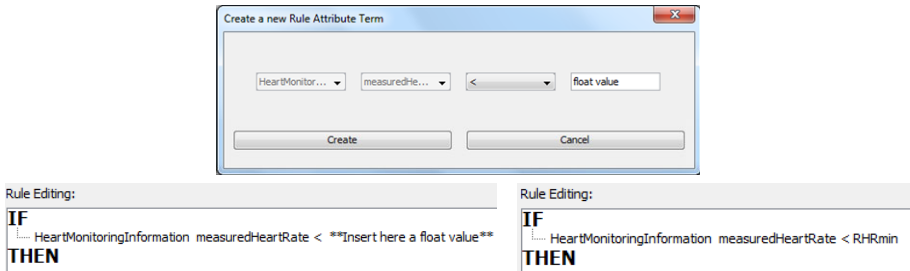 Create a new Rule Attribute Term
HeartMonitor... measuredHe... < float value
Create Cancel
Rule Editing:
IF
HeartMonitoringInformation measuredHeartRate < **Insert here a float value**
THEN
Rule Editing:
IF
HeartMonitoringInformation measuredHeartRate < RHRmin
THEN